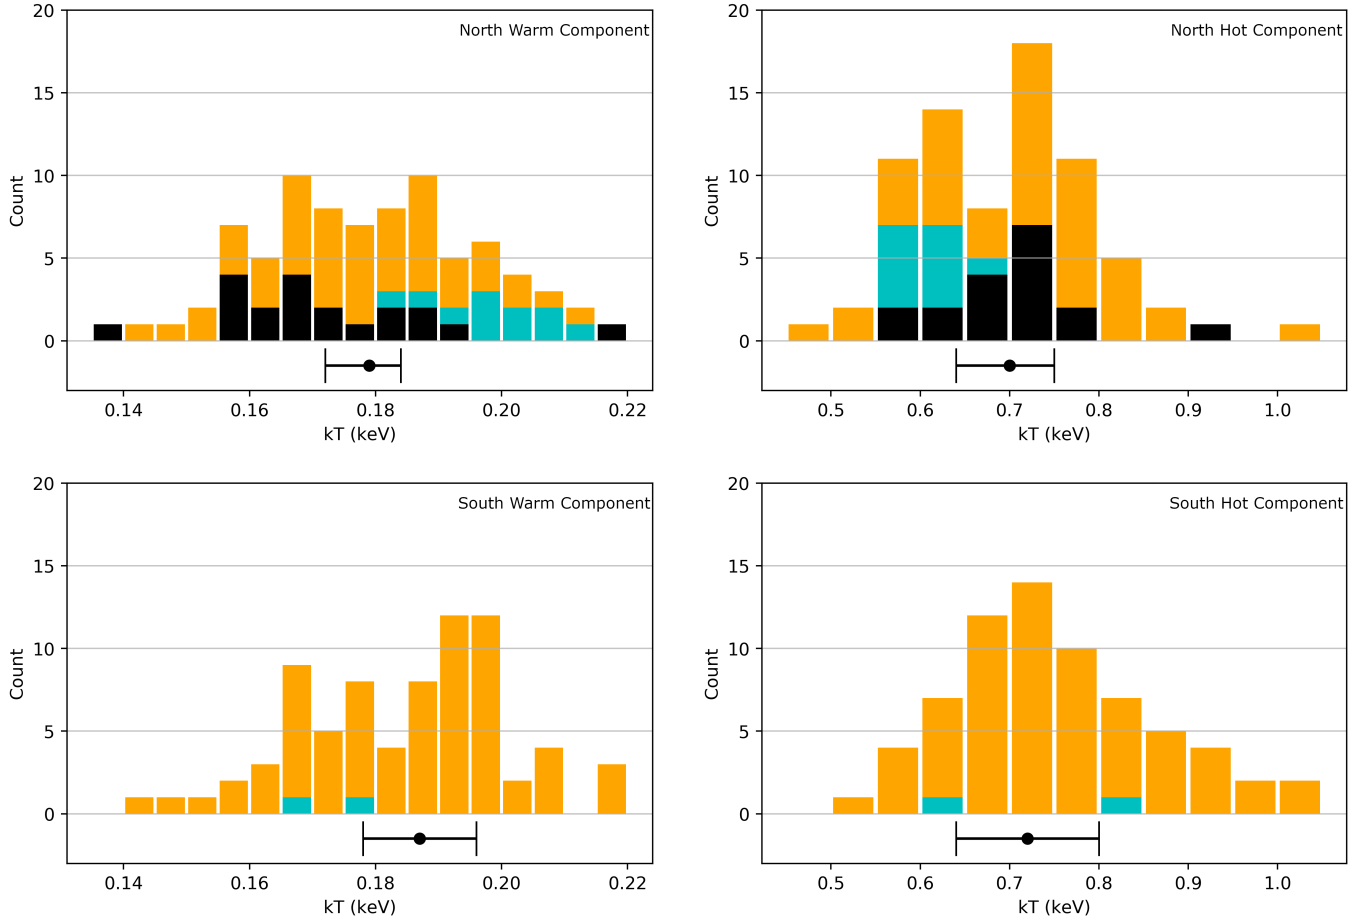 North Warm Component
20
15
10
5
0
Count
0.14 0.16 0.18 0.20 0.22
kT (keV)
North Hot Component
20
15
10
5
0
Count
0.5 0.6 0.7 0.8 0.9 1.0
kT (keV)
South Warm Component
20
15
10
5
0
Count
0.14 0.16 0.18 0.20 0.22
kT (keV)
South Hot Component
20
15
10
5
0
Count
0.5 0.6 0.7 0.8 0.9 1.0
kT (keV)